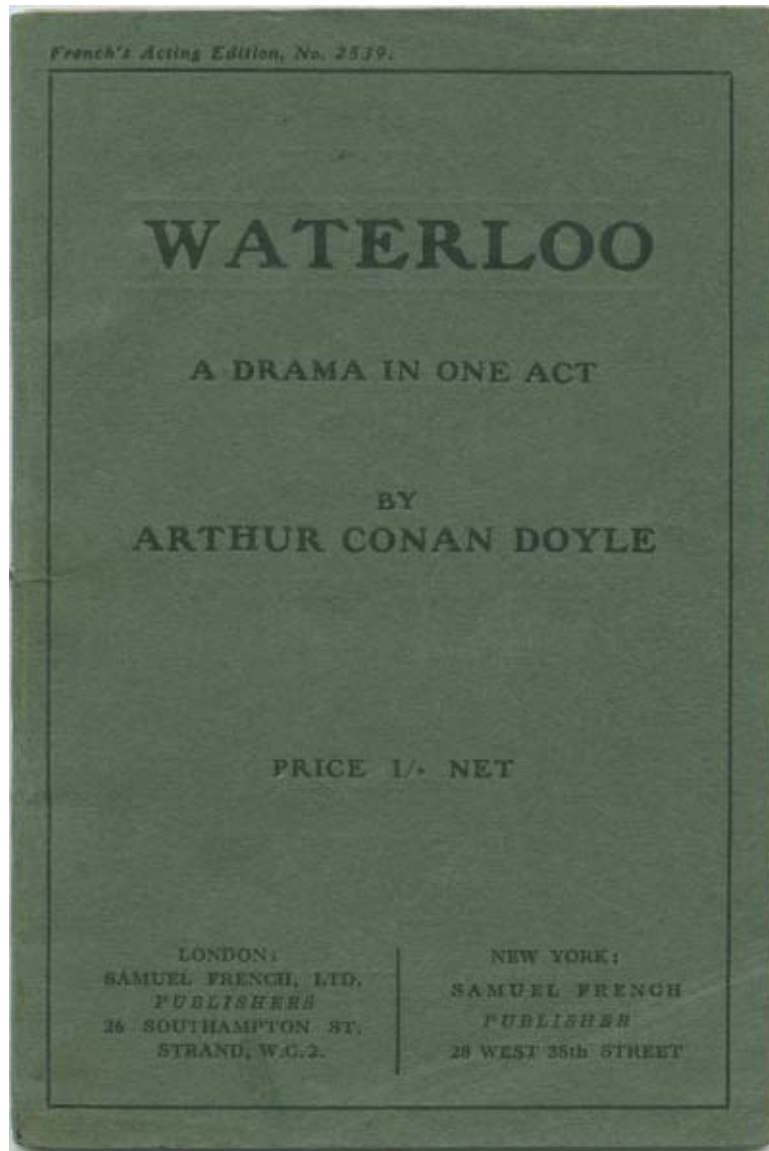 French's Acting Edition, No. 2539.
WATERLOO
A DRAMA IN ONE ACT
BY
ARTHUR CONAN DOYLE
PRICE 1/- NET
LONDON:
SAMUEL FRENCH, LTD.
PUBLISHERS
26 SOUTHAMPTON ST.
STRAND, W.C.2.
NEW YORK:
SAMUEL FRENCH
PUBLISHER
28 WEST 38th STREET